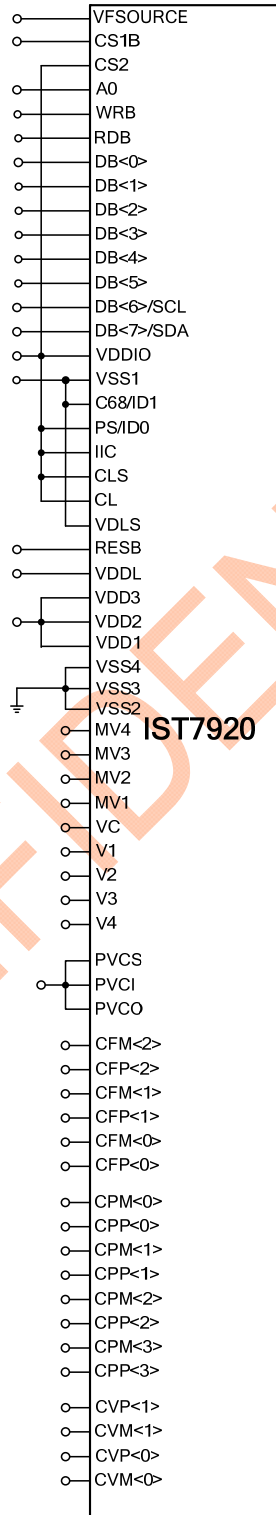 VFSOURCE
CS1B
CS2
A0
WRB
RDB
DB<0>
DB<1>
DB<2>
DB<3>
DB<4>
DB<5>
DB<6>/SCL
DB<7>/SDA
VDDIO
VSS1
C68/ID1
PS/ID0
IIC
CLS
CL
VDLS
RESB
VDDL
VDD3
VDD2
VDD1
VSS4
VSS3
VSS2
IST7920
MV4
MV3
MV2
MV1
VC
V1
V2
V3
V4
PVCS
PVCI
PVCO
CFM<2>
CFP<2>
CFM<1>
CFP<1>
CFM<0>
CFP<0>
CPM<0>
CPP<0>
CPM<1>
CPP<1>
CPM<2>
CPP<2>
CPM<3>
CPP<3>
CVP<1>
CVM<1>
CVP<0>
CVM<0>
FIDEN